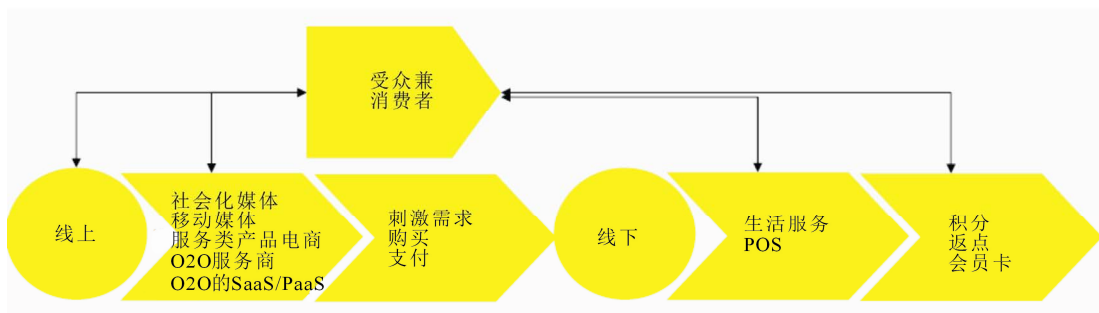 受众兼
消费者
线上
社会化媒体
移动媒体
服务类产品电商
O2O服务商
O2O的SaaS/PaaS
刺激需求
购买
支付
线下
生活服务
POS
积分
返点
会员卡